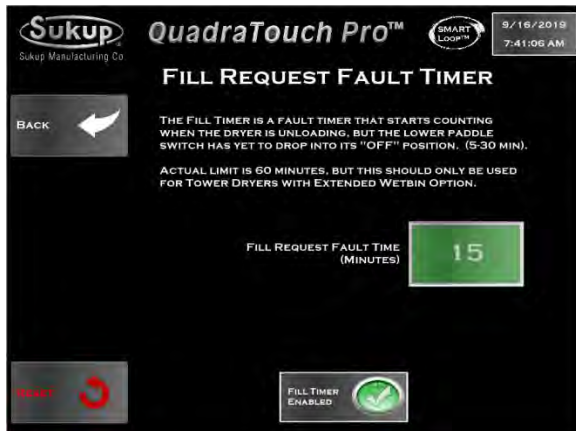 Sukup
Sukup Manufacturing Co
QuadraTouch Pro™
SMART
LOOP™
9/16/2019
7:41:06 AM
FILL REQUEST FAULT TIMER
BACK
THE FILL TIMER IS A FAULT TIMER THAT STARTS COUNTING
WHEN THE DRYER IS UNLOADING, BUT THE LOWER PADDLE
SWITCH HAS YET TO DROP INTO ITS "OFF" POSITION. (5-30 MIN).
ACTUAL LIMIT IS 60 MINUTES, BUT THIS SHOULD ONLY BE USED
FOR TOWER DRYERS WITH EXTENDED WETBIN OPTION.
FILL REQUEST FAULT TIME
(MINUTES)
15
RESET
FILL TIMER
ENABLED